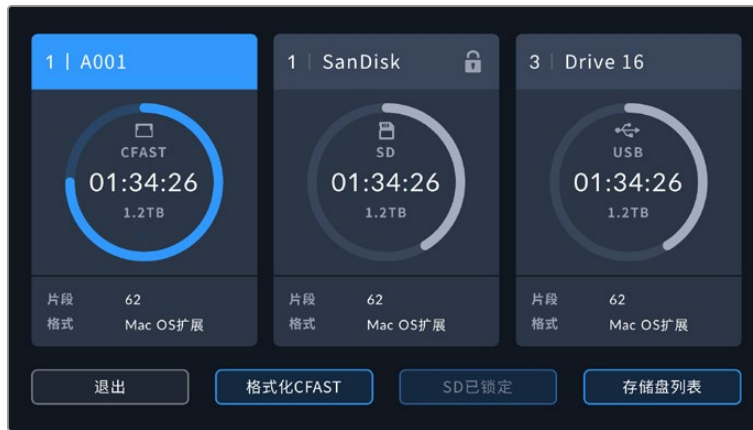 1 | A001
CFAST
01:34:26
1.2TB
片段 62
格式 Mac OS扩展
1 | SanDisk
SD
01:34:26
1.2TB
片段 62
格式 Mac OS扩展
3 | Drive 16
USB
01:34:26
1.2TB
片段 62
格式 Mac OS扩展
退出
格式化CFAST
SD已锁定
存储盘列表